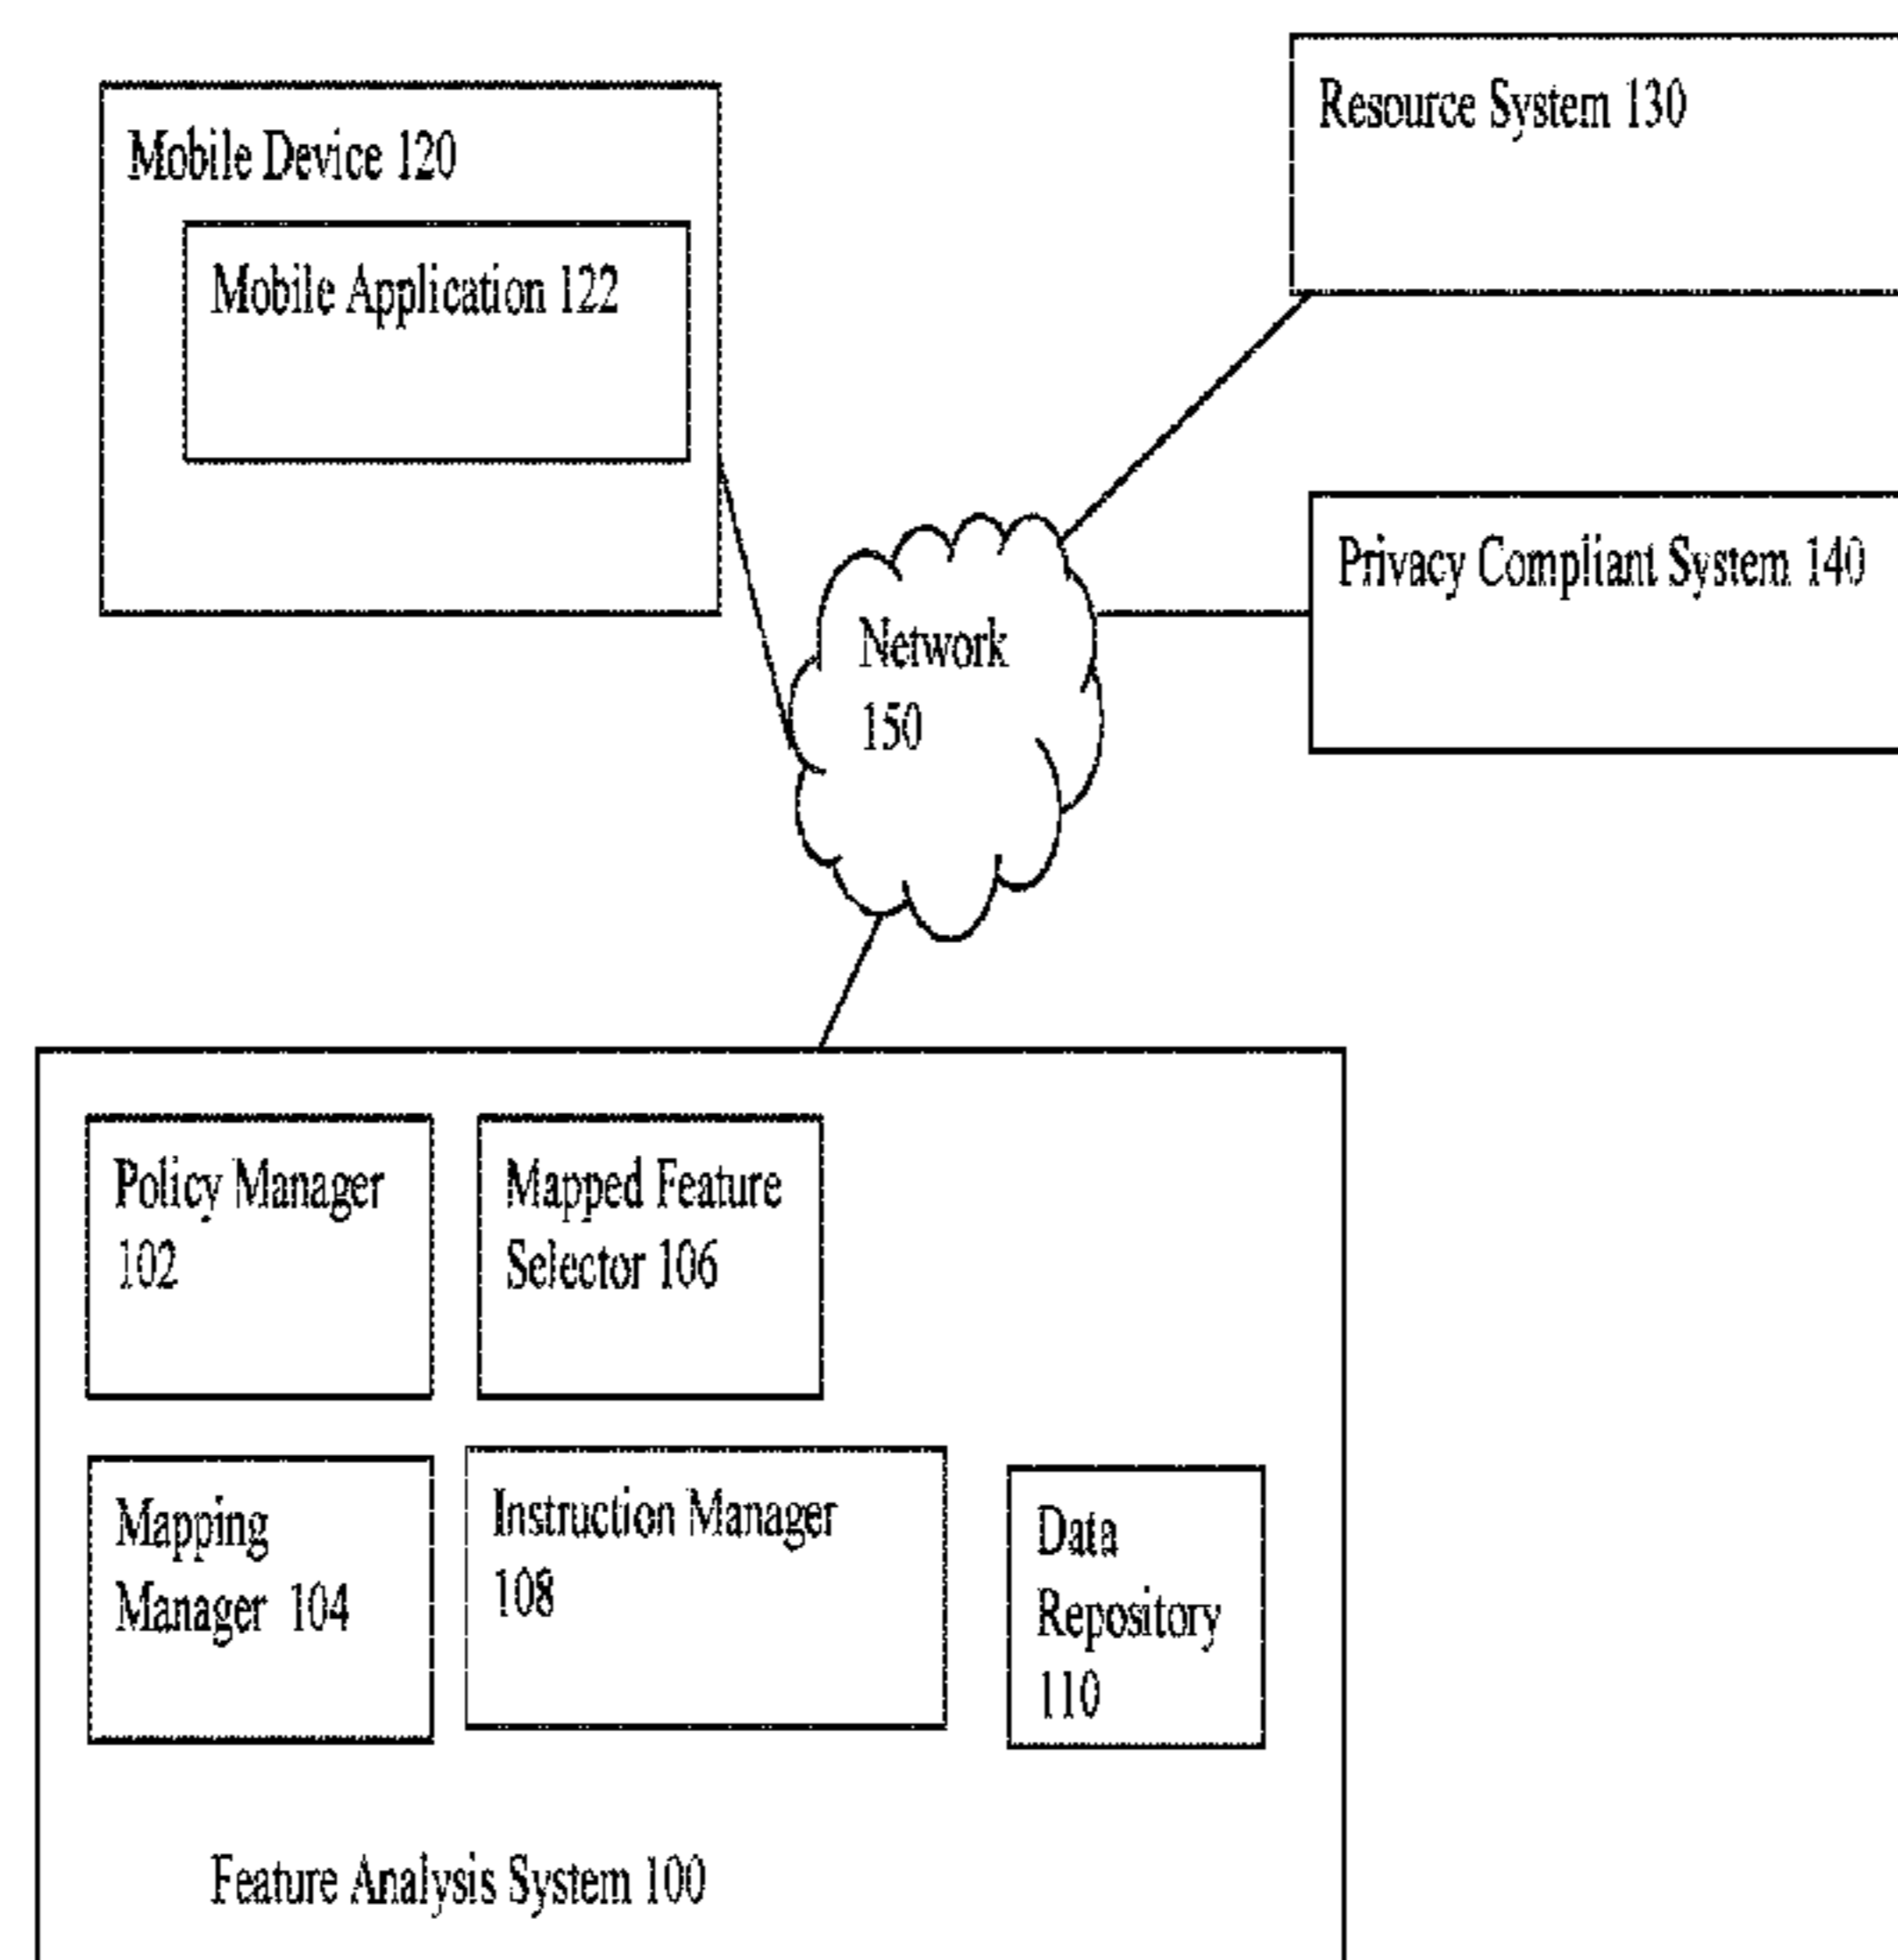 Mobile Device 120
Mobile Application 122
Resource System 130
Privacy Compliant System 140
Network
150
Policy Manager
102
Mapped Feature
Selector 106
Mapping
Manager 104
Instruction Manager
108
Data
Repository
110
Feature Analysis System 100